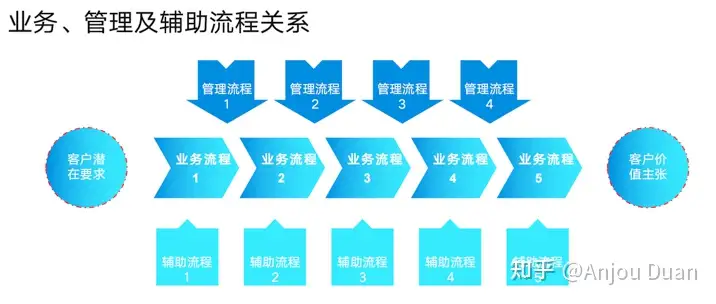 业务、管理及辅助流程关系
管理流程
1
管理流程
2
管理流程
3
管理流程
4
客户潜
在要求
业务流程
1
业务流程
2
业务流程
3
业务流程
4
业务流程
5
客户价
值主张
辅助流程
1
辅助流程
2
辅助流程
3
辅助流程
4
辅助流程
知乎 @Anjou Duan